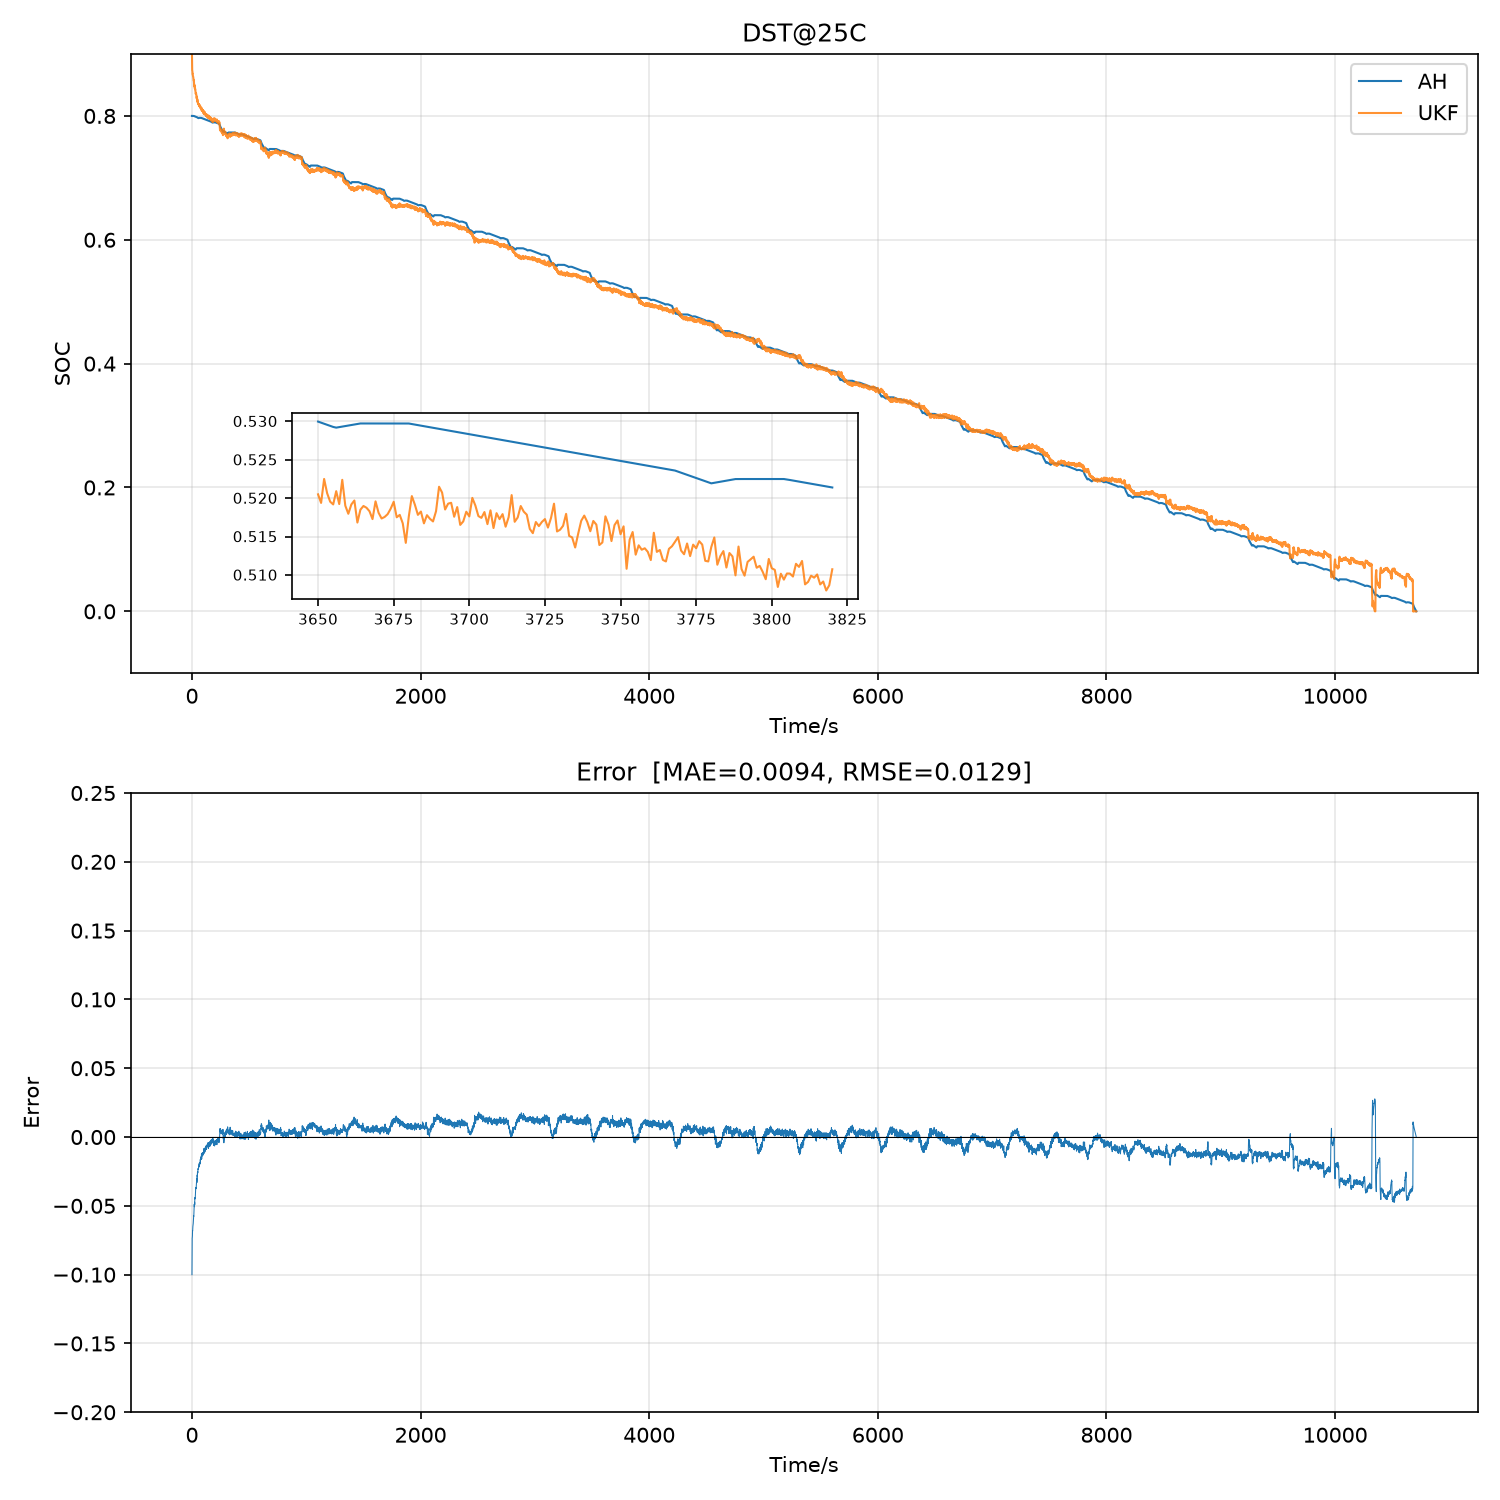 DST@25C
AH
UKF
SOC
0.8
0.6
0.4
0.2
0.0
0.530
0.525
0.520
0.515
0.510
3650 3675 3700 3725 3750 3775 3800 3825
0 2000 4000 6000 8000 10000
Time/s
Error [MAE=0.0094, RMSE=0.0129]
Error
0.25
0.20
0.15
0.10
0.05
0.00
−0.05
−0.10
−0.15
−0.20
0 2000 4000 6000 8000 10000
Time/s